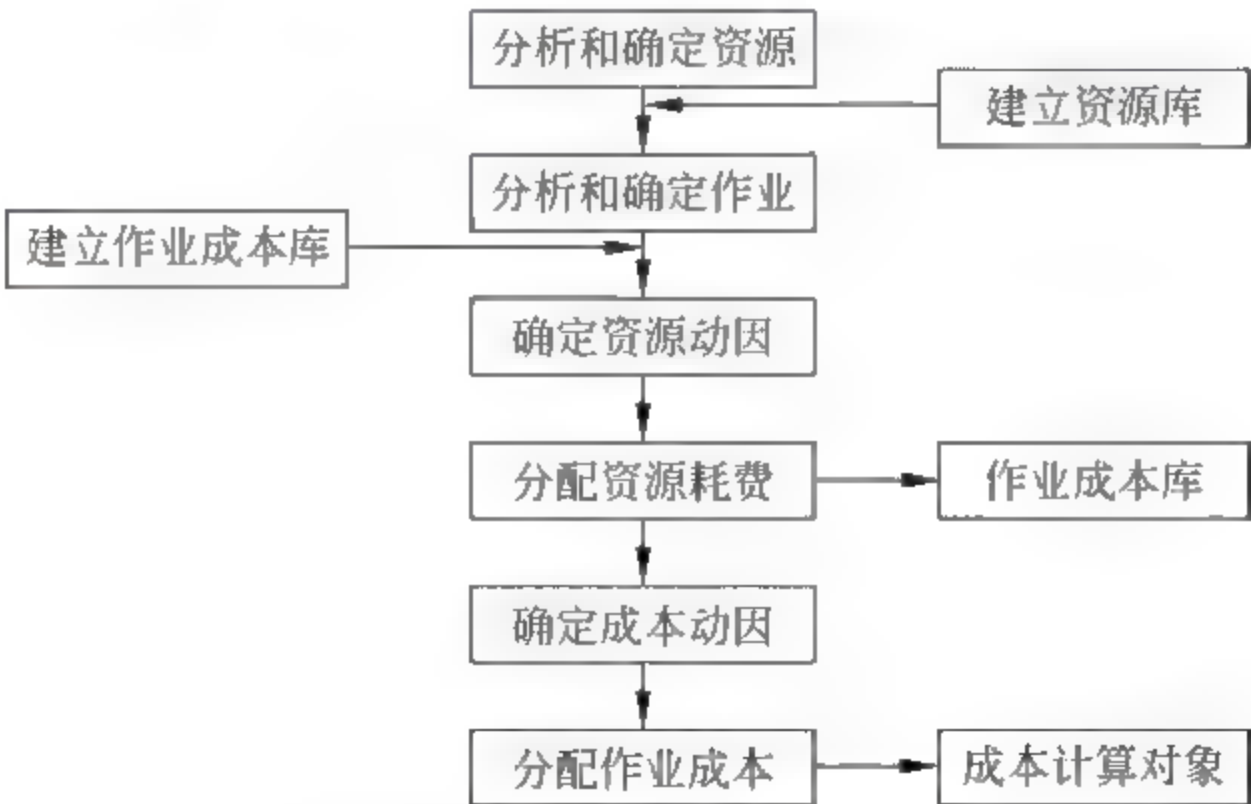 分析和确定资源
建立资源库
分析和确定作业
建立作业成本库
确定资源动因
分配资源耗费
作业成本库
确定成本动因
分配作业成本
成本计算对象